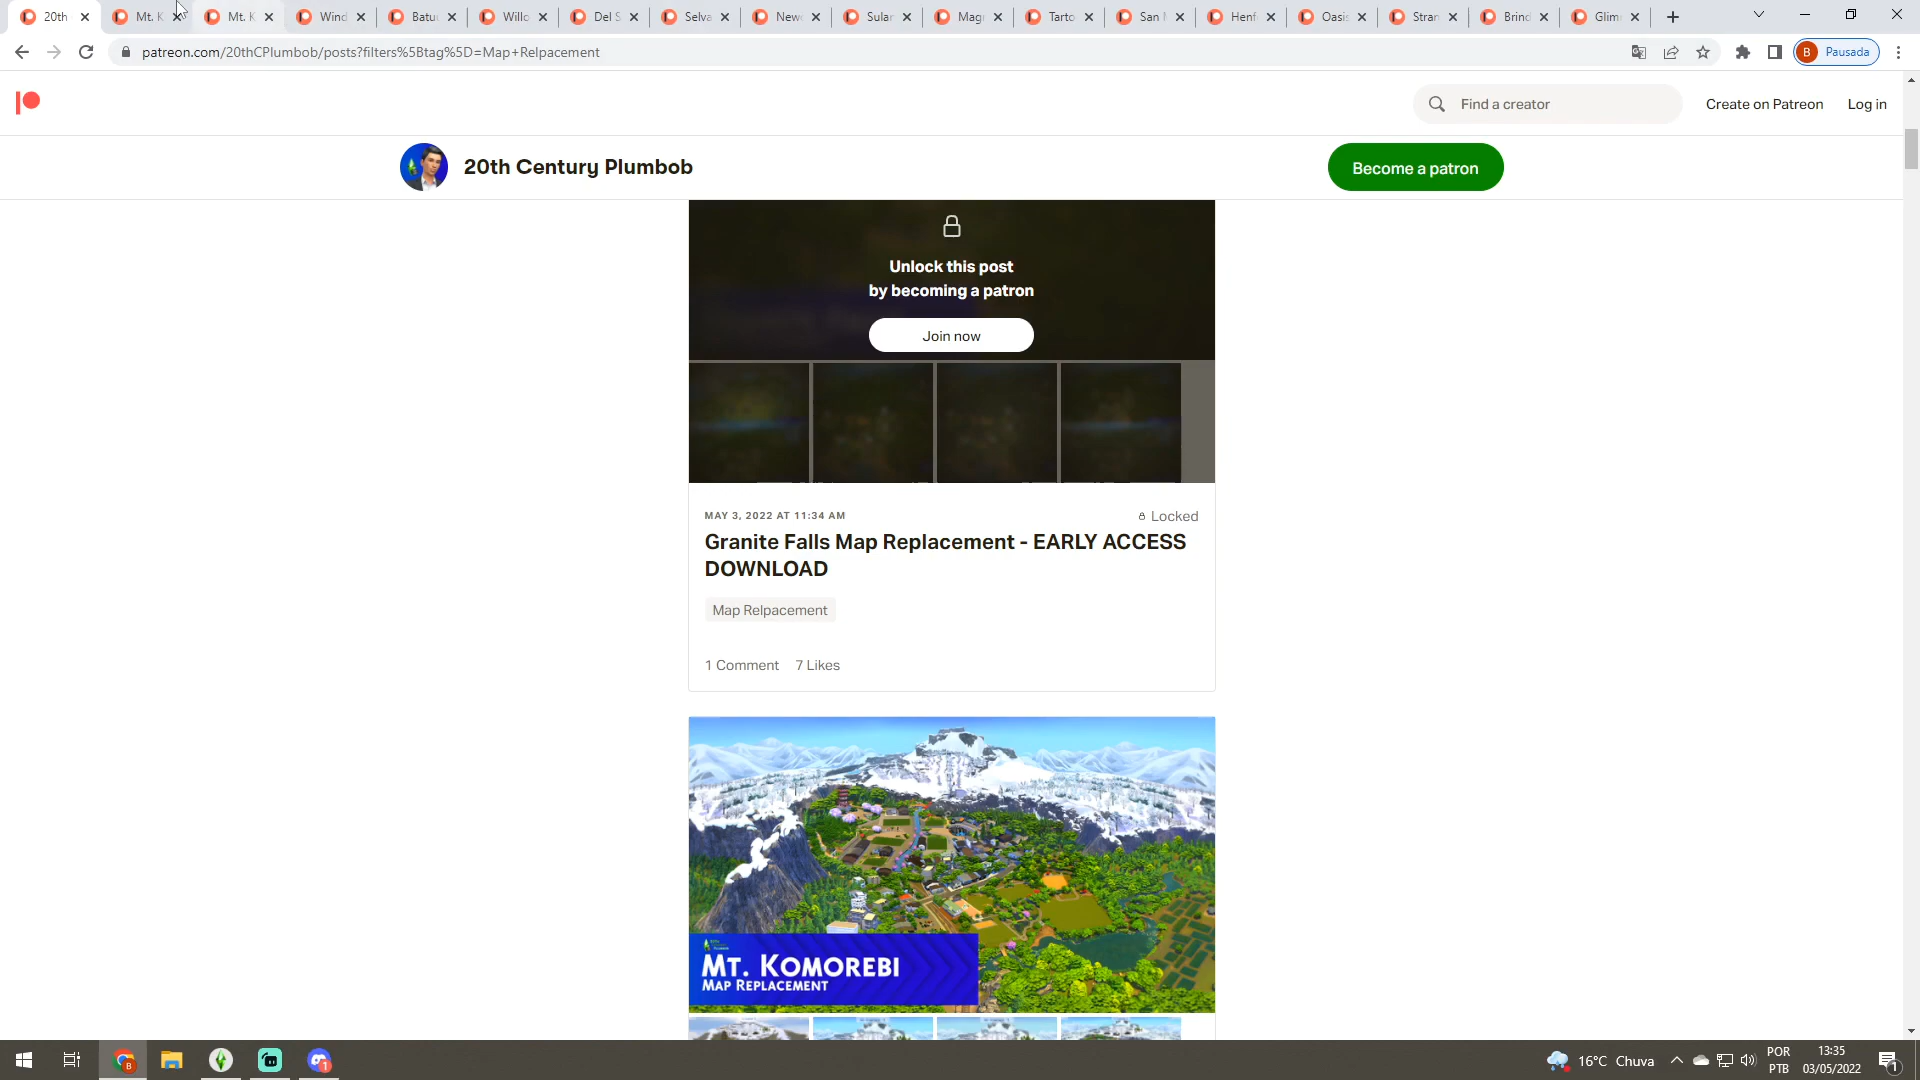 20th
Mt. K
Mt. K
Wind
Batu
Willo
Del S
Selva
Newc
Sular
Magn
Tarto
San M
Henf
Oasis
Stran
Brind
Glim
patreon.com/20thCPlumbob/posts?filters%5Btag%5D=Map+Relpacement
B Pausada
Find a creator
Create on Patreon
Log in
20th Century Plumbob
Become a patron
Unlock this post
by becoming a patron
Join now
MAY 3, 2022 AT 11:34 AM
Locked
Granite Falls Map Replacement - EARLY ACCESS
DOWNLOAD
Map Relpacement
1 Comment 7 Likes
MT. KOMOREBI
MAP REPLACEMENT
B
1
16°C Chuva
POR
PTB
13:35
03/05/2022
1